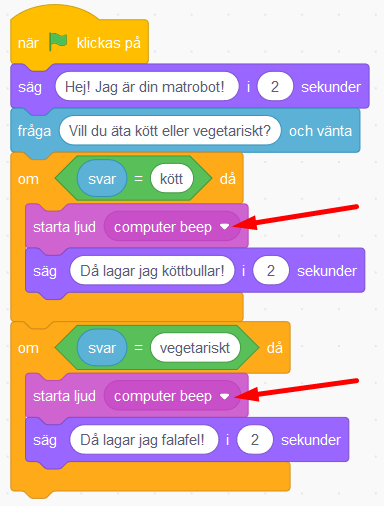 när klickas på
säg Hej! Jag är din matrobot! i 2 sekunder
fråga Vill du äta kött eller vegetariskt? och vänta
om svar = kött då
starta ljud computer beep
säg Då lagar jag köttbullar! i 2 sekunder
om svar = vegetariskt då
starta ljud computer beep
säg Då lagar jag falafel! i 2 sekunder